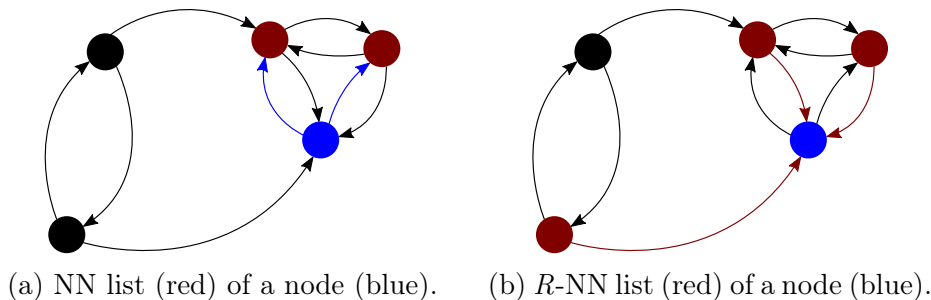 (a) NN list (red) of a node (blue).
(b) R-NN list (red) of a node (blue).